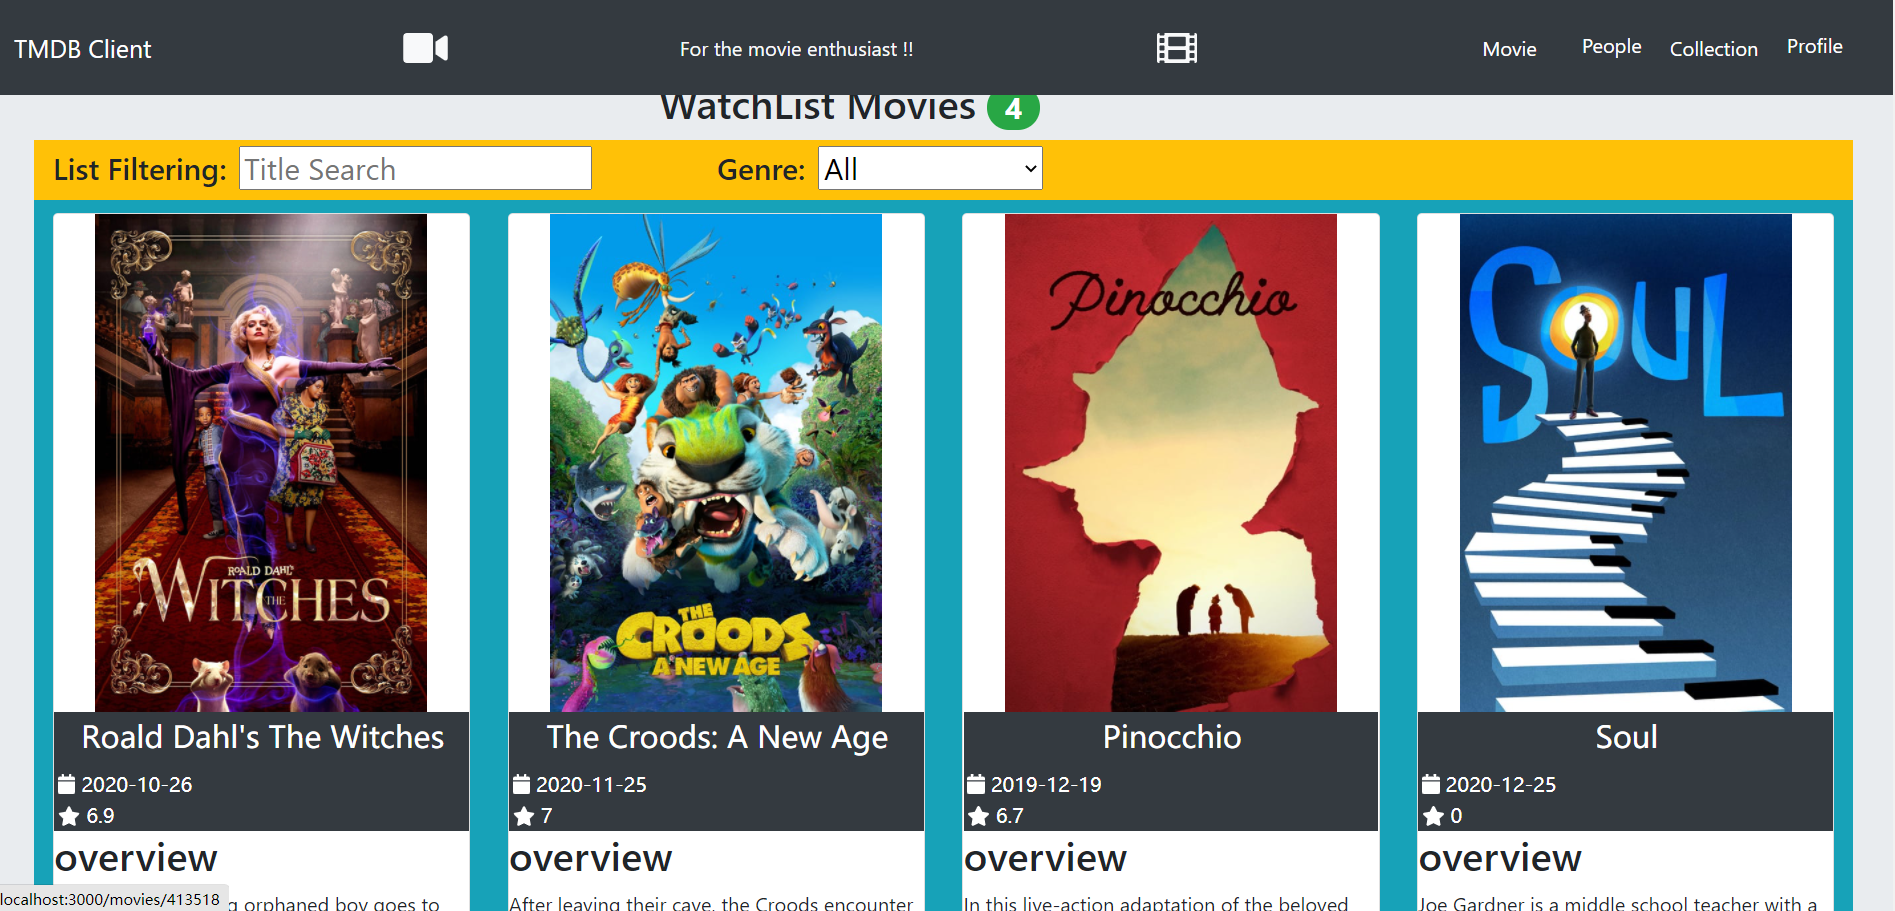 TMDB Client
For the movie enthusiast !!
Movie
People
Collection
Profile
WatchList Movies 4
List Filtering:
Title Search
Genre:
All
ROALD DAHL'S
THE
WITCHES
THE
CROODS
A NEW AGE
Pinocchio
SOUL
Roald Dahl's The Witches
2020-10-26
6.9
overview
orphaned boy goes to
The Croods: A New Age
2020-11-25
7
overview
After leaving their cave, the Croods encounter
Pinocchio
2019-12-19
6.7
overview
In this live-action adaptation of the beloved
Soul
2020-12-25
0
overview
Joe Gardner is a middle school teacher with a
localhost:3000/movies/413518